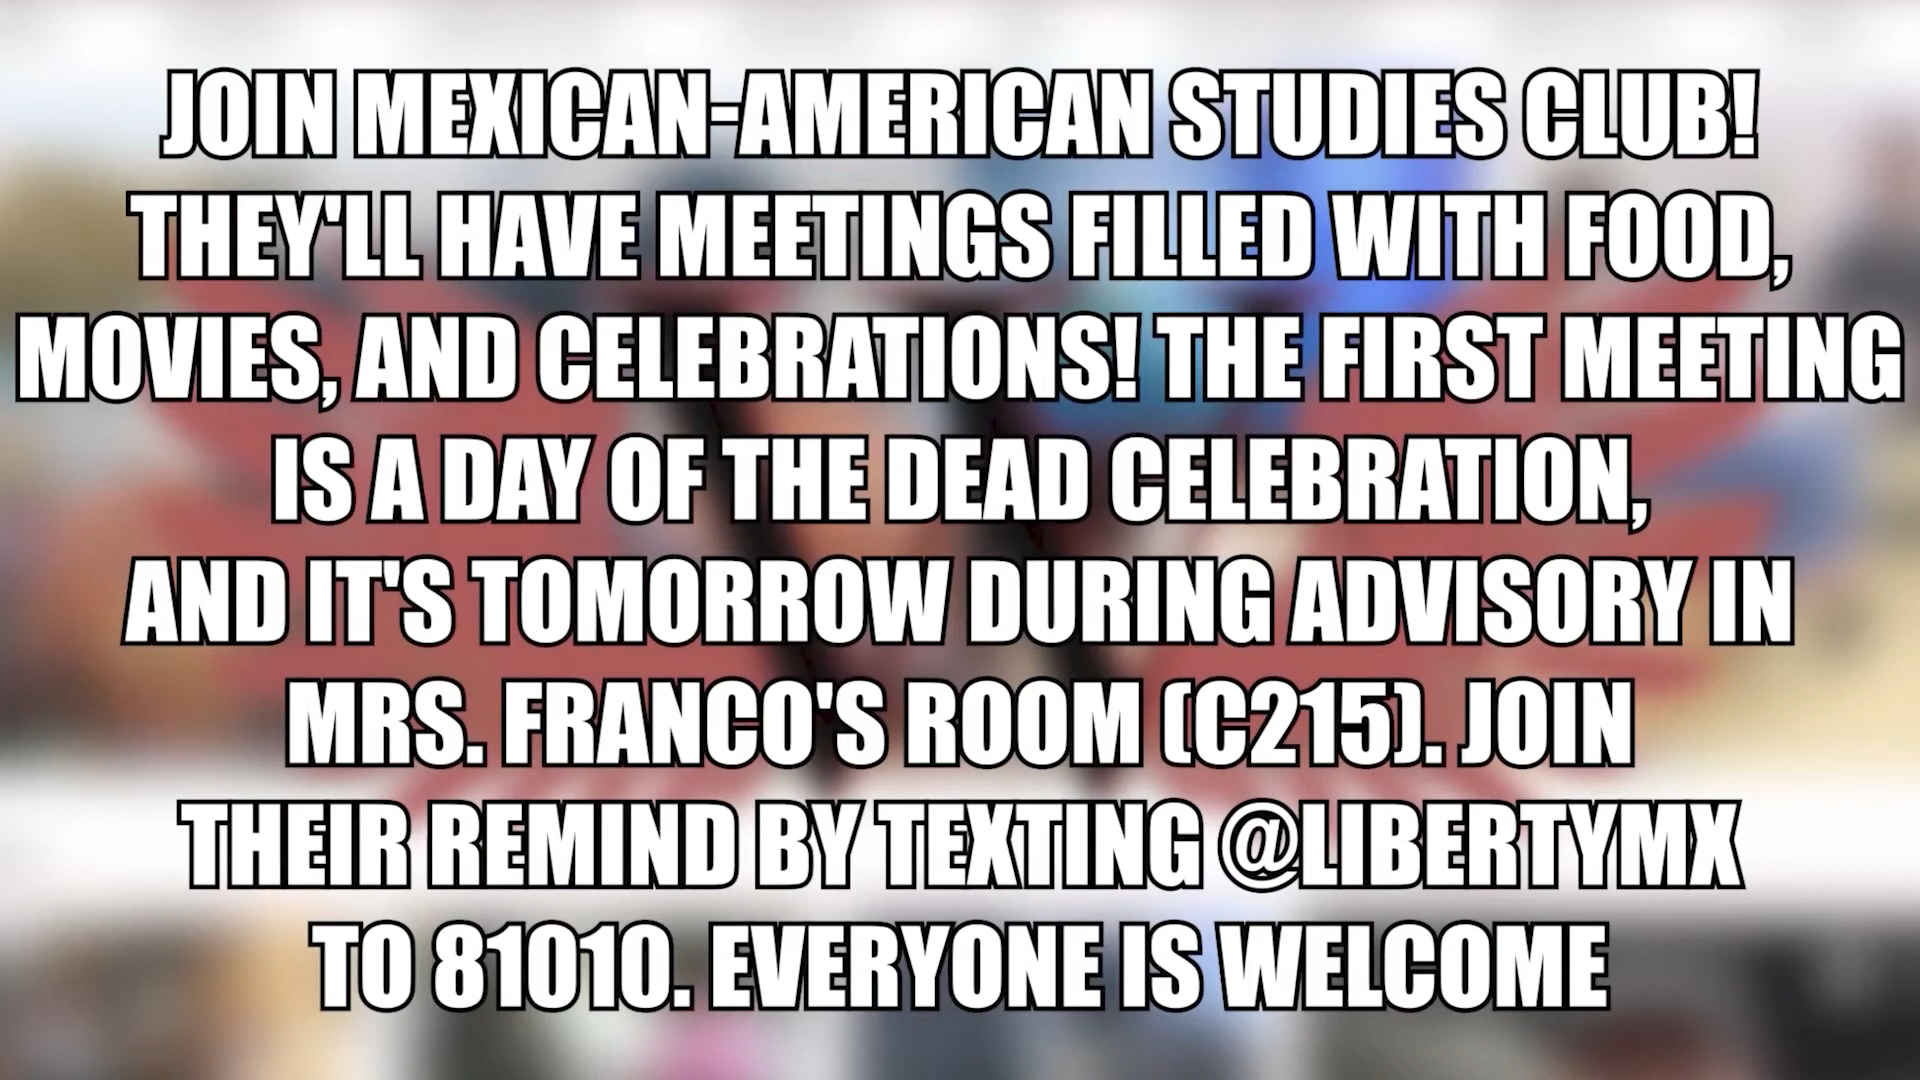 JOIN MEXICAN-AMERICAN STUDIES CLUB!
THEY'LL HAVE MEETINGS FILLED WITH FOOD,
MOVIES, AND CELEBRATIONS! THE FIRST MEETING
IS A DAY OF THE DEAD CELEBRATION,
AND IT'S TOMORROW DURING ADVISORY IN
MRS. FRANCO'S ROOM (C215). JOIN
THEIR REMIND BY TEXTING @LIBERTYMX
TO 81010. EVERYONE IS WELCOME